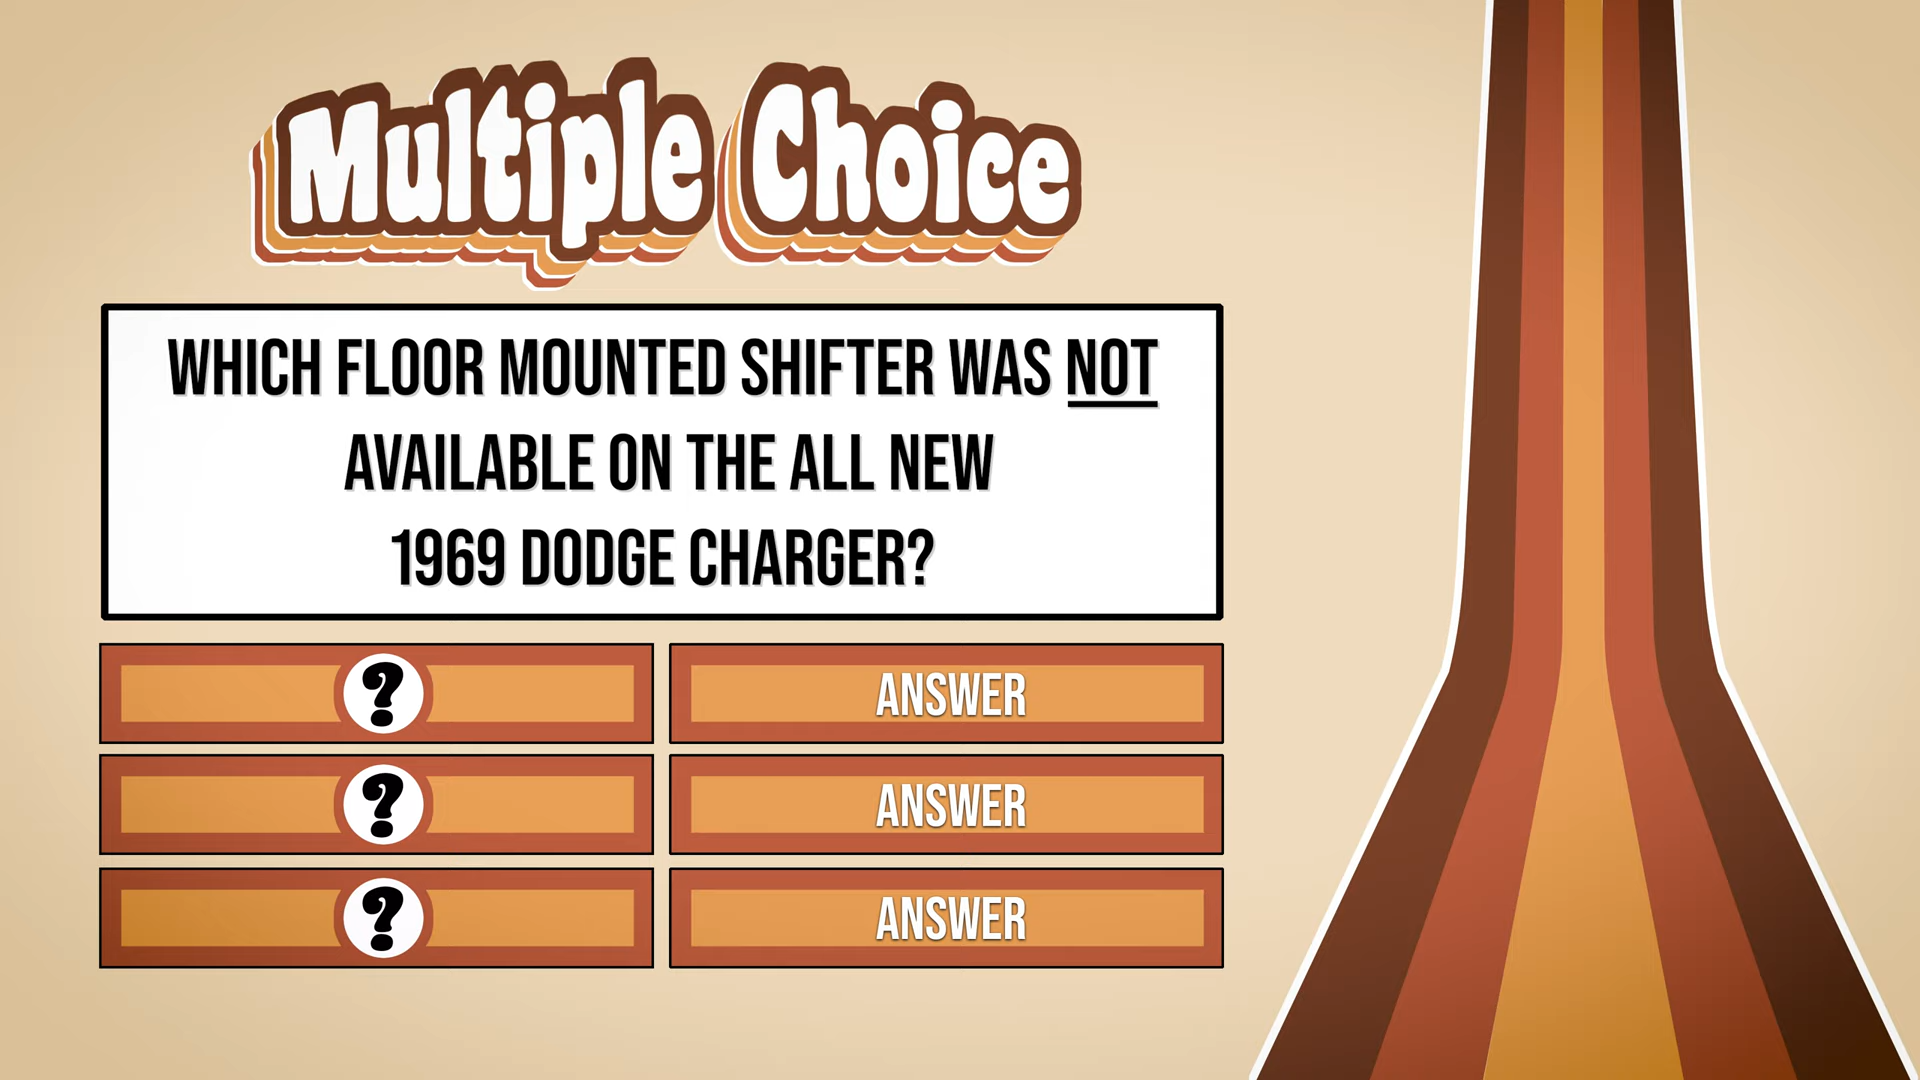 Multiple Choice
WHICH FLOOR MOUNTED SHIFTER WAS NOT
AVAILABLE ON THE ALL NEW
1969 DODGE CHARGER?
? ANSWER
? ANSWER
? ANSWER